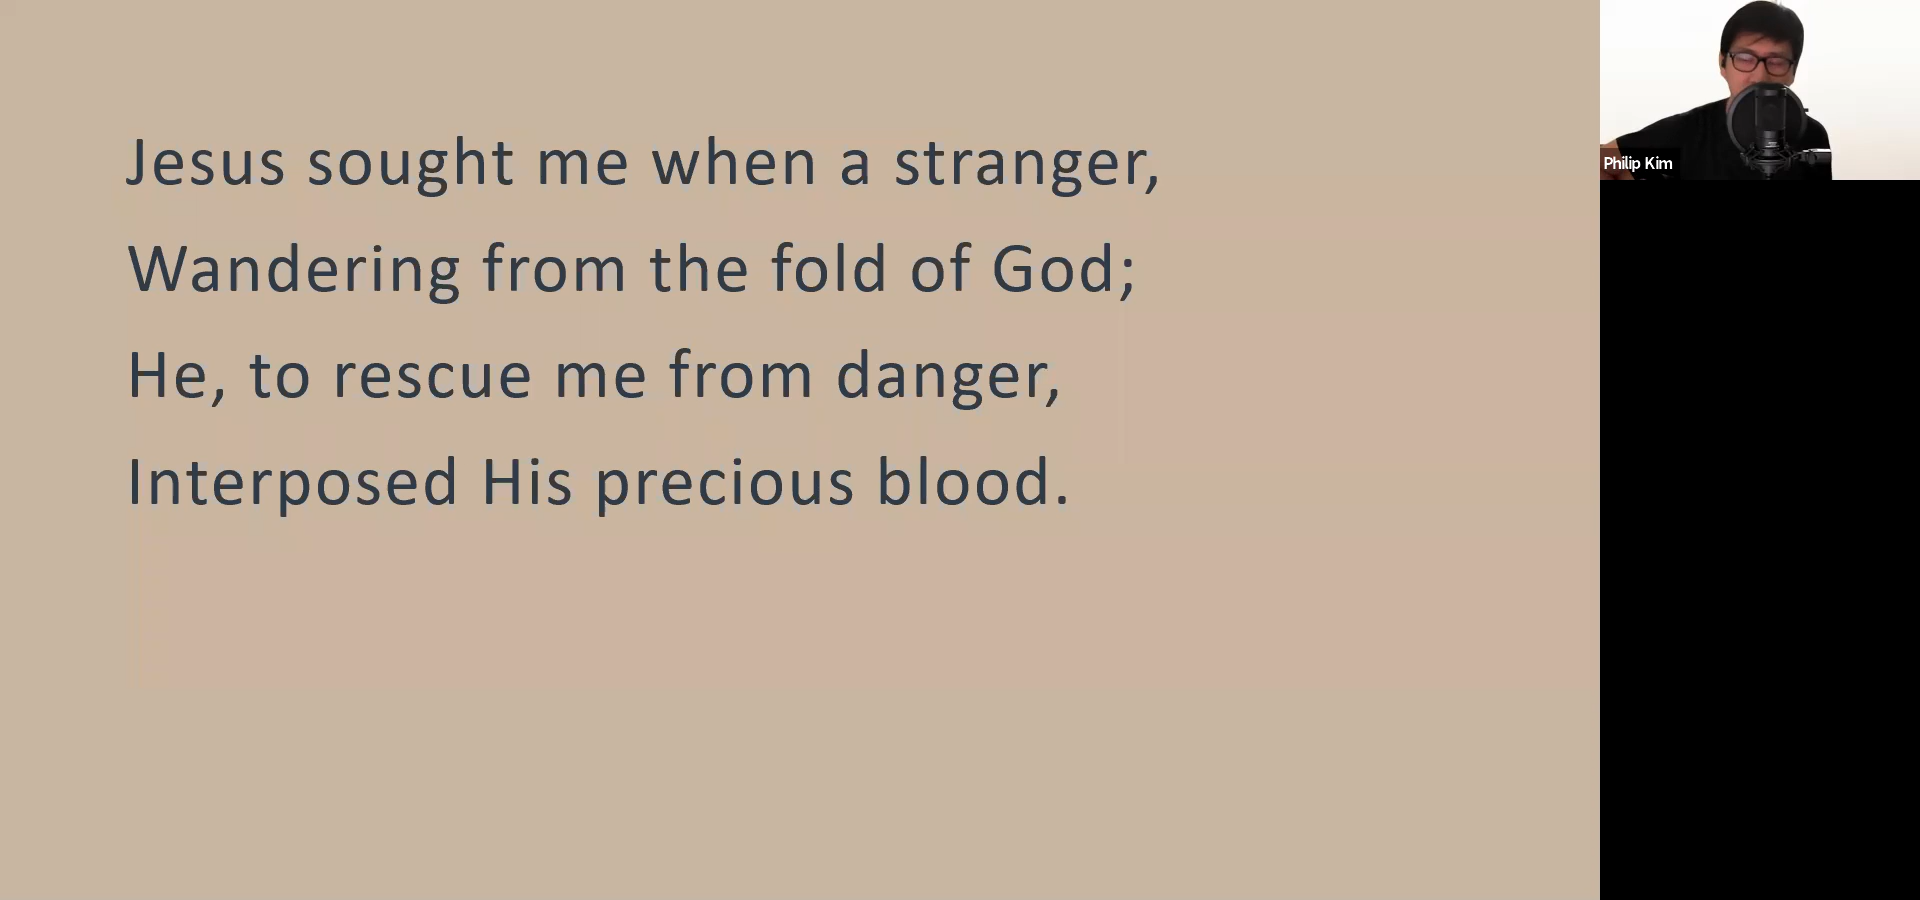 Jesus sought me when a stranger,
Wandering from the fold of God;
He, to rescue me from danger,
Interposed His precious blood.
Philip Kim